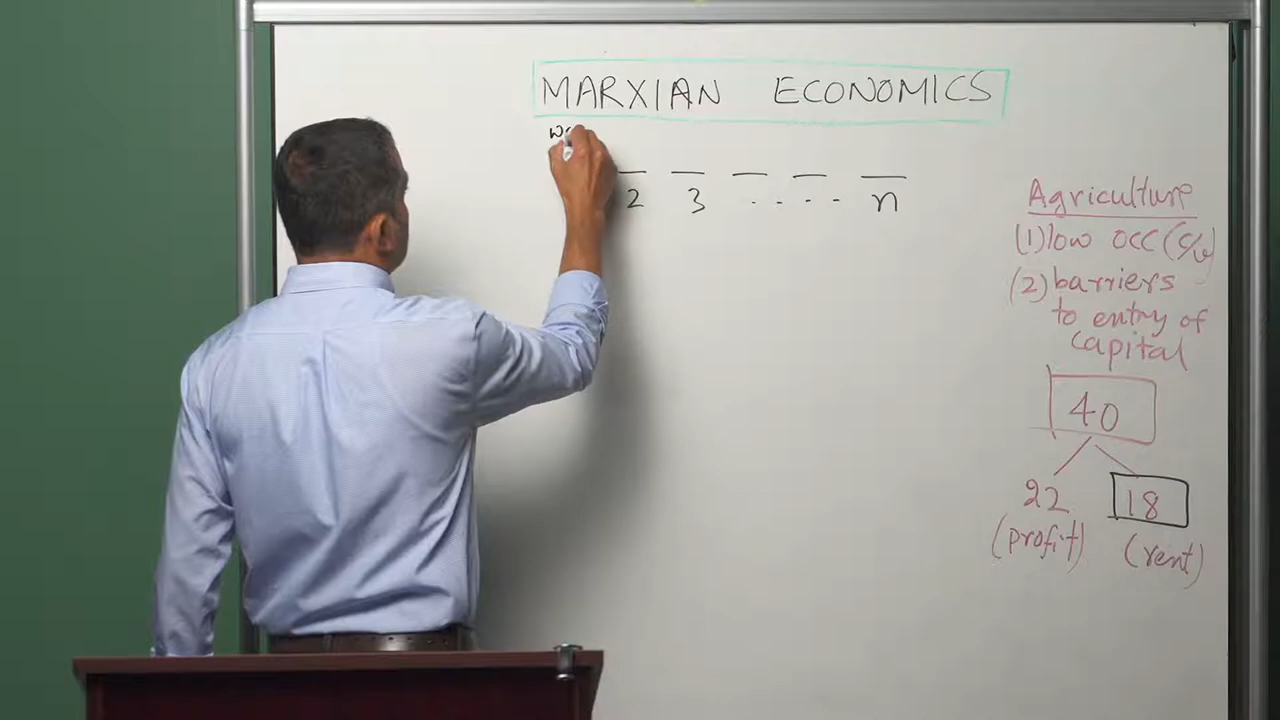 MARXIAN ECONOMICS
2 3 .... n
Agriculture
(1) low OCC (c/v)
(2) barriers
to entry of
capital
40
22 18
(profit) (rent)